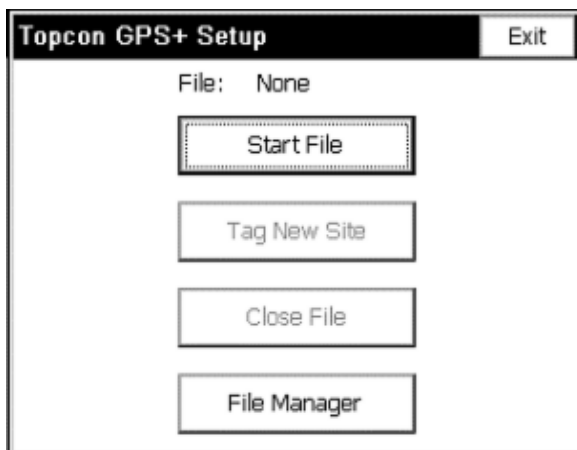 Topcon GPS+ Setup Exit
File: None
Start File
Tag New Site
Close File
File Manager